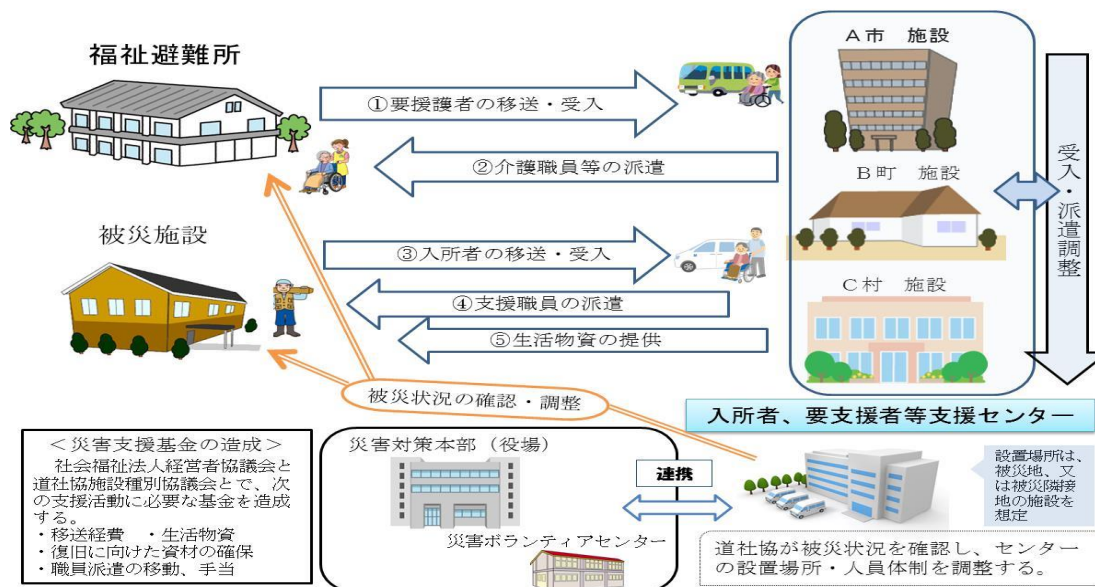 福祉避難所
A市　施設
①要援護者の移送・受入
②介護職員等の派遣
B町　施設
受入・派遣調整
被災施設
③入所者の移送・受入
④支援職員の派遣
⑤生活物資の提供
C村　施設
被災状況の確認・調整
入所者、要支援者等支援センター
＜災害支援基金の造成＞
社会福祉法人経営者協議会と
道社協施設種別協議会とで、次
の支援活動に必要な基金を造成
する。
・移送経費　・生活物資
・復旧に向けた資材の確保
・職員派遣の移動、手当
災害対策本部（役場）
災害ボランティアセンター
連携
設置場所は、
被災地、又
は被災隣接
地の施設を
想定
道社協が被災状況を確認し、センター
の設置場所・人員体制を調整する。